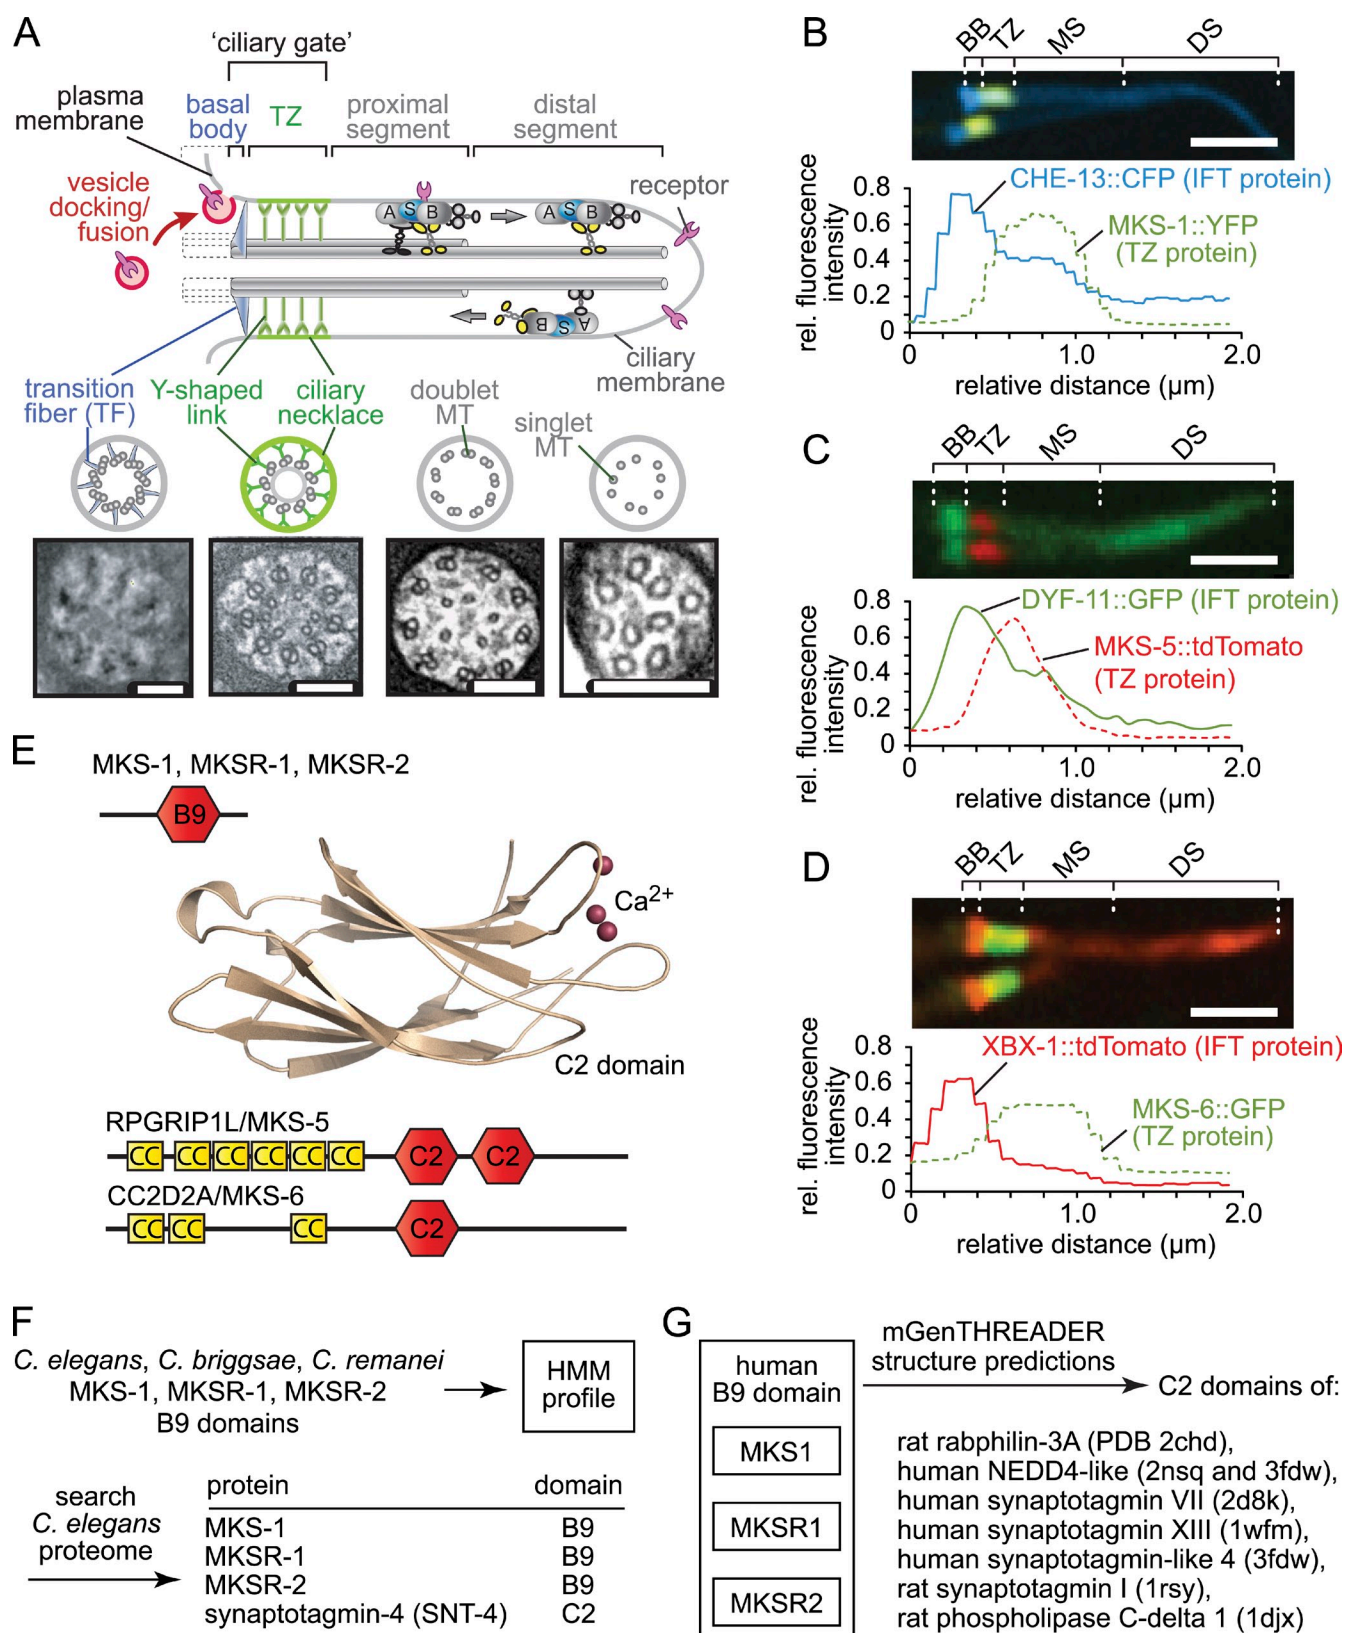 A
'ciliary gate'
plasma
membrane
basal
body
TZ
proximal
segment
distal
segment
vesicle
docking/
fusion
receptor
A S B
A S B
B S A
ciliary
membrane
transition
fiber (TF)
Y-shaped
link
ciliary
necklace
doublet
MT
singlet
MT
B
BB TZ MS DS
CHE-13::CFP (IFT protein)
MKS-1::YFP
(TZ protein)
rel. fluorescence
intensity
0.8
0.6
0.4
0.2
0
0 1.0 2.0
relative distance (µm)
C
BB TZ MS DS
DYF-11::GFP (IFT protein)
MKS-5::tdTomato
(TZ protein)
rel. fluorescence
intensity
0.8
0.6
0.4
0.2
0
0 1.0 2.0
relative distance (µm)
D
BB TZ MS DS
XBX-1::tdTomato (IFT protein)
MKS-6::GFP
(TZ protein)
rel. fluorescence
intensity
0.8
0.6
0.4
0.2
0
0 1.0 2.0
relative distance (µm)
E
MKS-1, MKSR-1, MKSR-2
B9
Ca2+
C2 domain
RPGRIP1L/MKS-5
CC CC CC CC CC CC C2 C2
CC2D2A/MKS-6
CC CC CC C2
F
C. elegans, C. briggsae, C. remanei
MKS-1, MKSR-1, MKSR-2
B9 domains
HMM
profile
search
C. elegans
proteome
protein domain
MKS-1 B9
MKSR-1 B9
MKSR-2 B9
synaptotagmin-4 (SNT-4) C2
G
human
B9 domain
MKS1
MKSR1
MKSR2
mGenTHREADER
structure predictions
C2 domains of:
rat rabphilin-3A (PDB 2chd),
human NEDD4-like (2nsq and 3fdw),
human synaptotagmin VII (2d8k),
human synaptotagmin XIII (1wfm),
human synaptotagmin-like 4 (3fdw),
rat synaptotagmin I (1rsy),
rat phospholipase C-delta 1 (1djx)